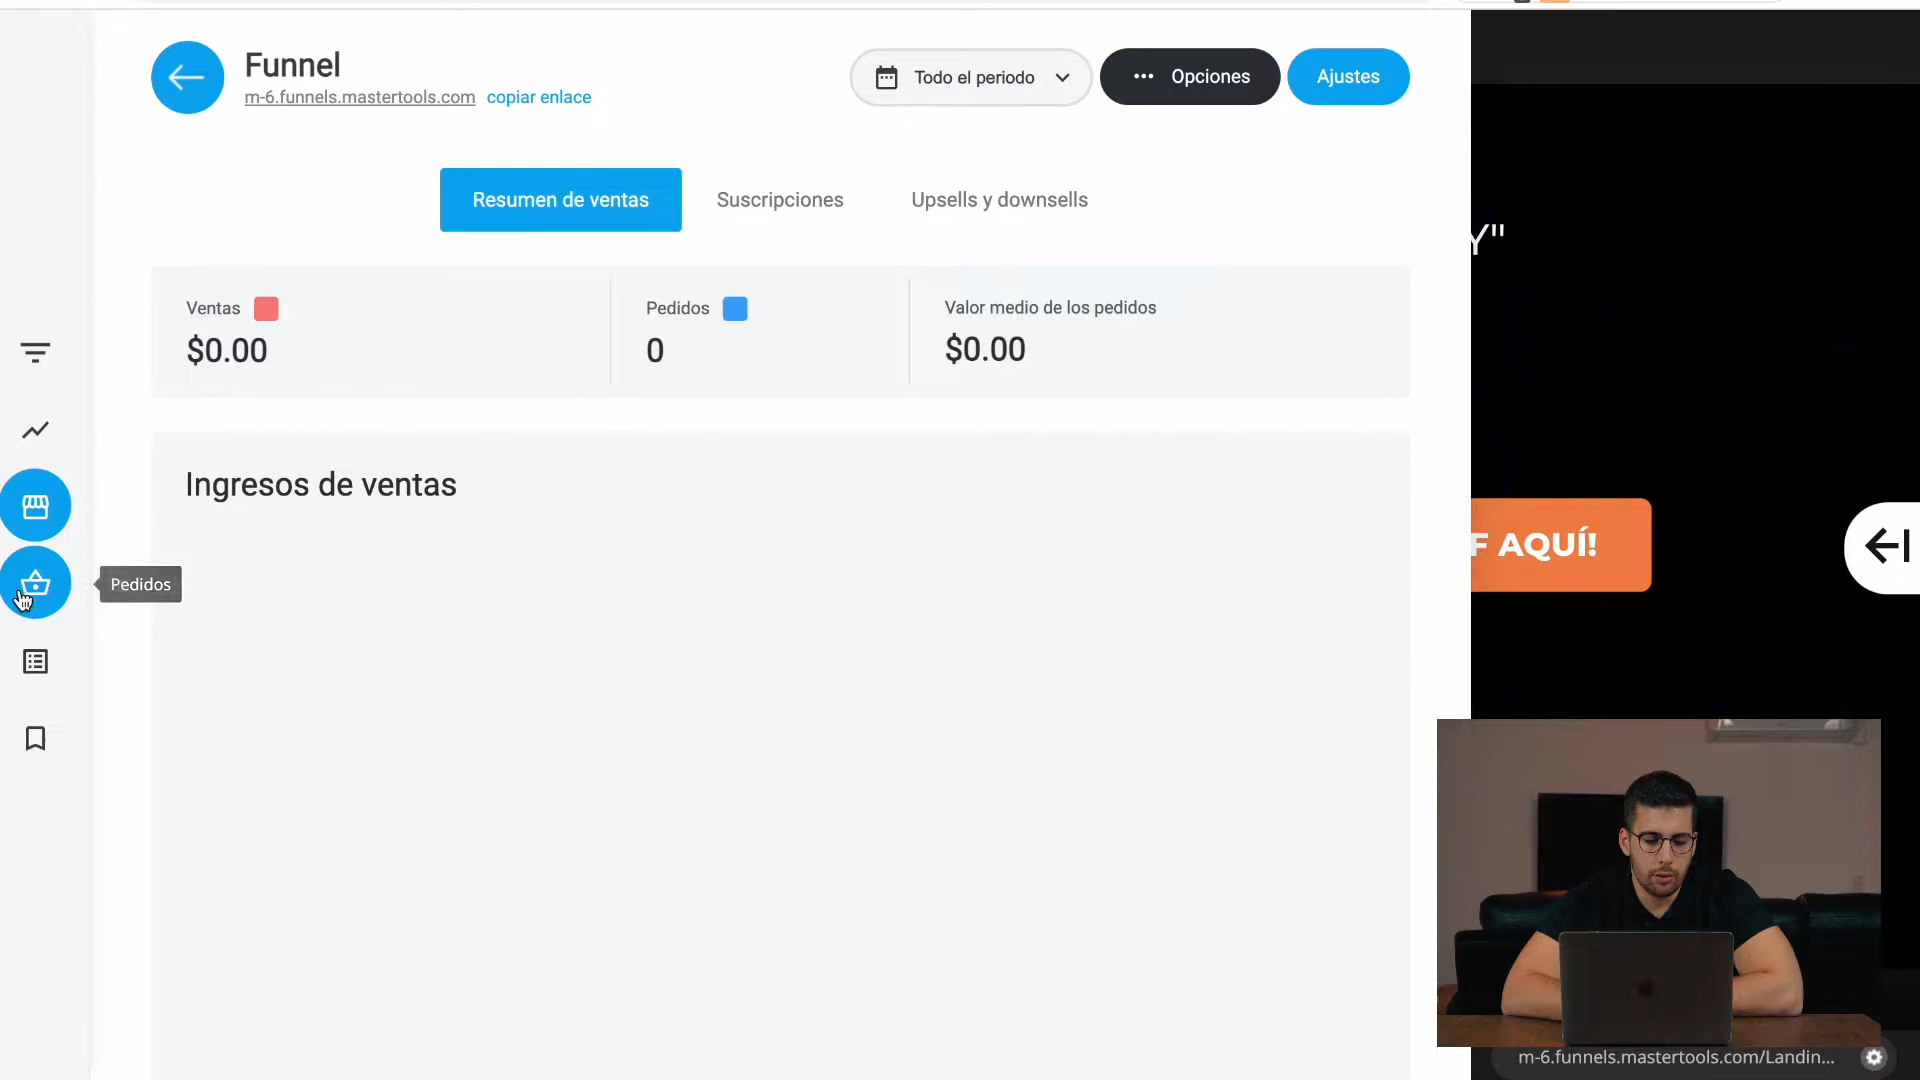 Funnel
m-6.funnels.mastertools.com copiar enlace
Todo el periodo
Opciones
Ajustes
Resumen de ventas
Suscripciones
Upsells y downsells
Ventas
$0.00
Pedidos
0
Valor medio de los pedidos
$0.00
Ingresos de ventas
Pedidos
Y"
F AQUÍ!
m-6.funnels.mastertools.com/Landin...